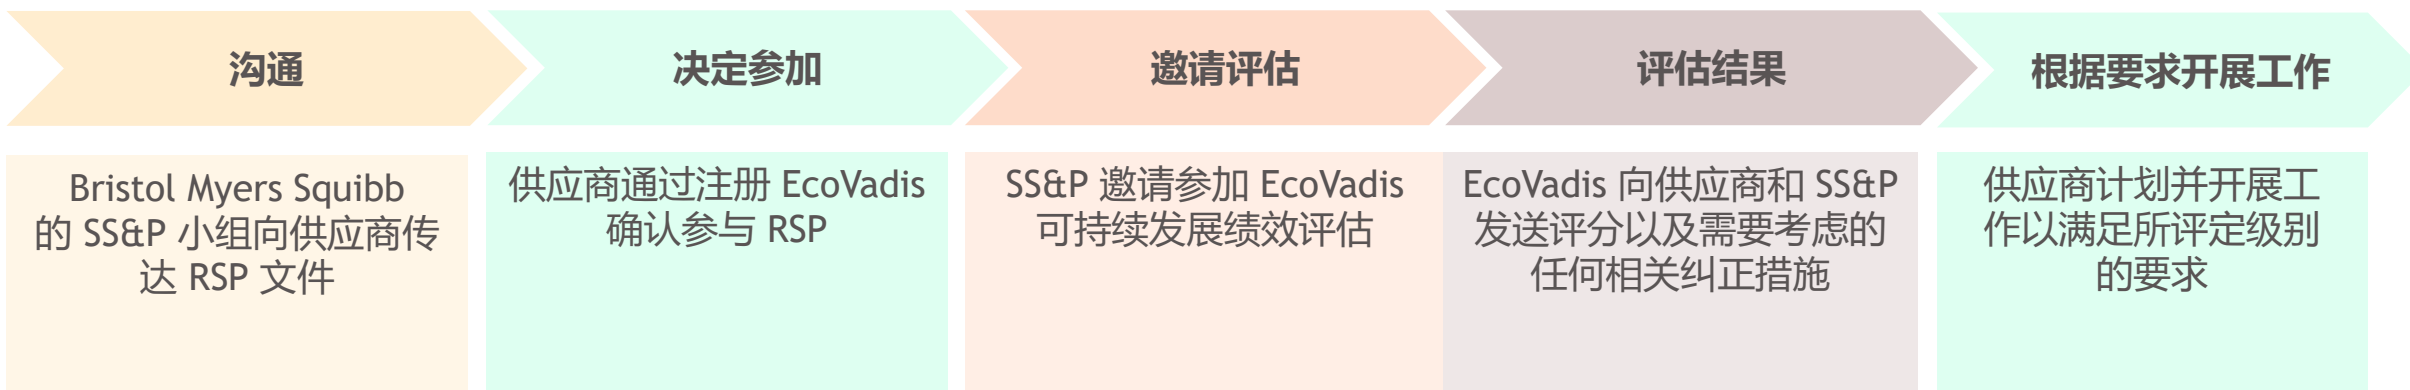 沟通
决定参加
邀请评估
评估结果
根据要求开展工作
Bristol Myers Squibb
的 SS&P 小组向供应商传
达 RSP 文件
供应商通过注册 EcoVadis
确认参与 RSP
SS&P 邀请参加 EcoVadis
可持续发展绩效评估
EcoVadis 向供应商和 SS&P
发送评分以及需要考虑的
任何相关纠正措施
供应商计划并开展工
作以满足所评定级别
的要求